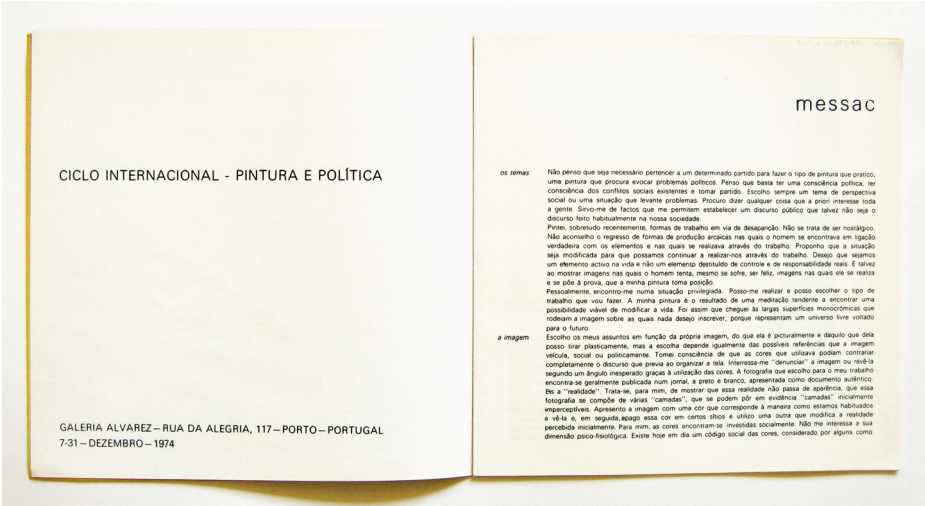 CICLO INTERNACIONAL - PINTURA E POLÍTICA
GALERIA ALVAREZ – RUA DA ALEGRIA, 117 – PORTO – PORTUGAL
7-31 – DEZEMBRO – 1974
messac
os temas
Não penso que seja necessário pertencer a um determinado partido para fazer o tipo de pintura que pratico,
uma pintura que procura evocar problemas políticos. Penso que basta ter uma consciência política, ter
consciência dos conflitos sociais existentes e tomar partido. Escolho sempre um tema de perspectiva
social ou uma situação que levante problemas. Procuro dizer qualquer coisa que a priori interesse toda
a gente. Sirvo-me de factos que me permitem estabelecer um discurso público que talvez não seja o
discurso feito habitualmente na nossa sociedade.
Pintei, sobretudo recentemente, formas de trabalho em via de desaparição. Não se trata de ser nostálgico.
Não aconselho o regresso de formas de produção arcaicas nas quais o homem se encontrava em ligação
verdadeira com os elementos e nas quais se realizava através do trabalho. Proponho que a situação
seja modificada para que possamos continuar a realizar-nos através do trabalho. Desejo que sejamos
um elemento activo na vida e não um elemento destituído de controle e de responsabilidade reais. E talvez
ao mostrar imagens nas quais o homem tenta, mesmo se sofre, ser feliz, imagens nas quais ele se realiza
e se põe à prova, que a minha pintura toma posição.
Pessoalmente, encontro-me numa situação privilegiada. Posso-me realizar e posso escolher o tipo de
trabalho que vou fazer. A minha pintura é o resultado de uma meditação tendente a encontrar uma
possibilidade viável de modificar a vida. Foi assim que cheguei às largas superfícies monocrómicas que
rodeiam a imagem sobre as quais nada desejo inscrever, porque representam um universo livre voltado
para o futuro.
a imagem
Escolho os meus assuntos em função da própria imagem, do que ela é picturalmente e daquilo que dela
posso tirar plasticamente, mas a escolha depende igualmente das possíveis referências que a imagem
veícula, social ou politicamente. Tomei consciência de que as cores que utilizava podiam contrariar
completamente o discurso que previa ao organizar a tela. Interressa-me "denunciar" a imagem ou revê-la
segundo um ângulo inesperado graças à utilização das cores. A fotografia que escolho para o meu trabalho
encontra-se geralmente publicada num jornal, a preto e branco, apresentada como documento autêntico.
Eis a "realidade". Trata-se, para mim, de mostrar que essa realidade não passa de aparência, que essa
fotografia se compõe de várias "camadas", que se podem pôr em evidência "camadas" inicialmente
imperceptíveis. Apresento a imagem com uma cor que corresponde à maneira como estamos habituados
a vê-la e, em seguida, apago essa cor em certos sítios e utilizo uma outra que modifica a realidade
percebida inicialmente. Para mim, as cores encontram-se investidas socialmente. Não me interessa a sua
dimensão psico-fisiológica. Existe hoje em dia um código social das cores, considerado por alguns como